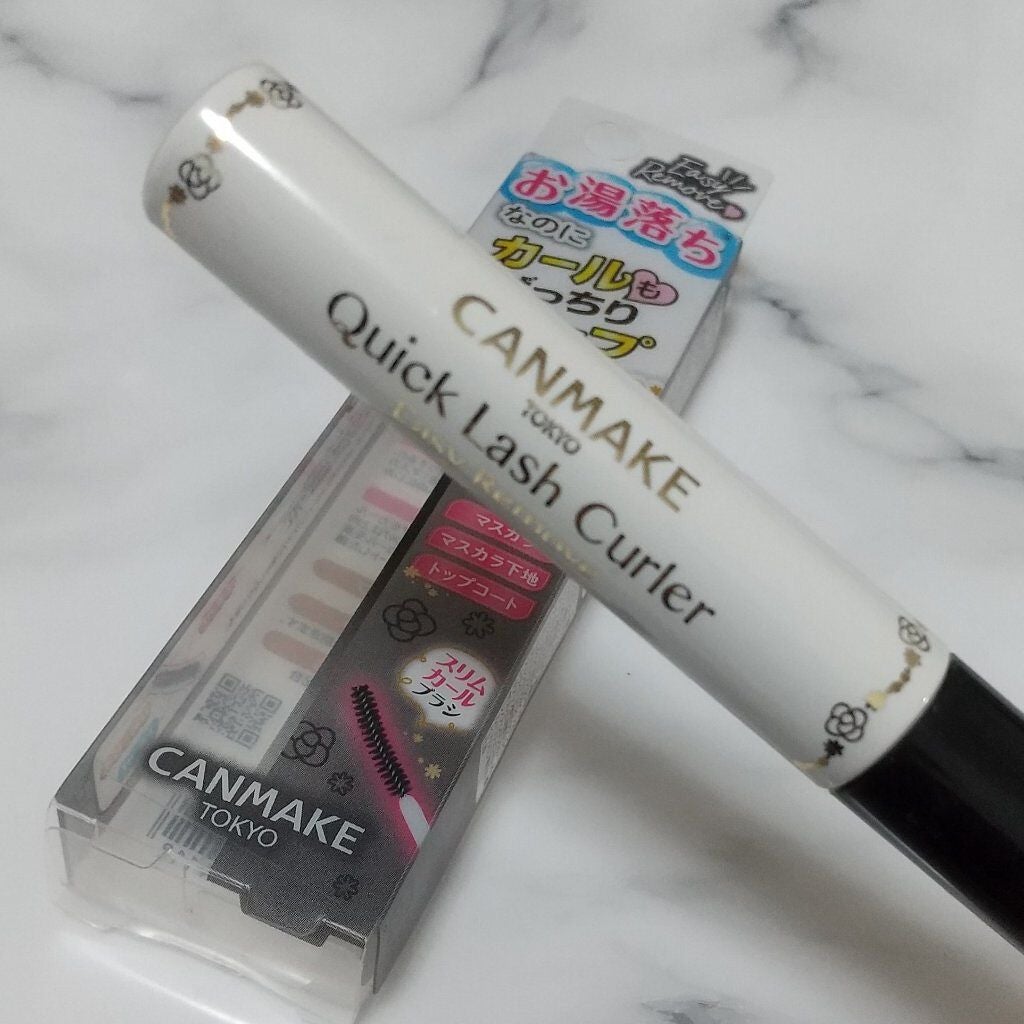 Easy
Remove
お湯落ち
なのに
カールも
っちり
プ
CANMAKE
TOKYO
Quick Lash Curler
Easy Remove
マスカラ
マスカラ下地
トップコート
スリム
カール
ブラシ
CANMAKE
TOKYO